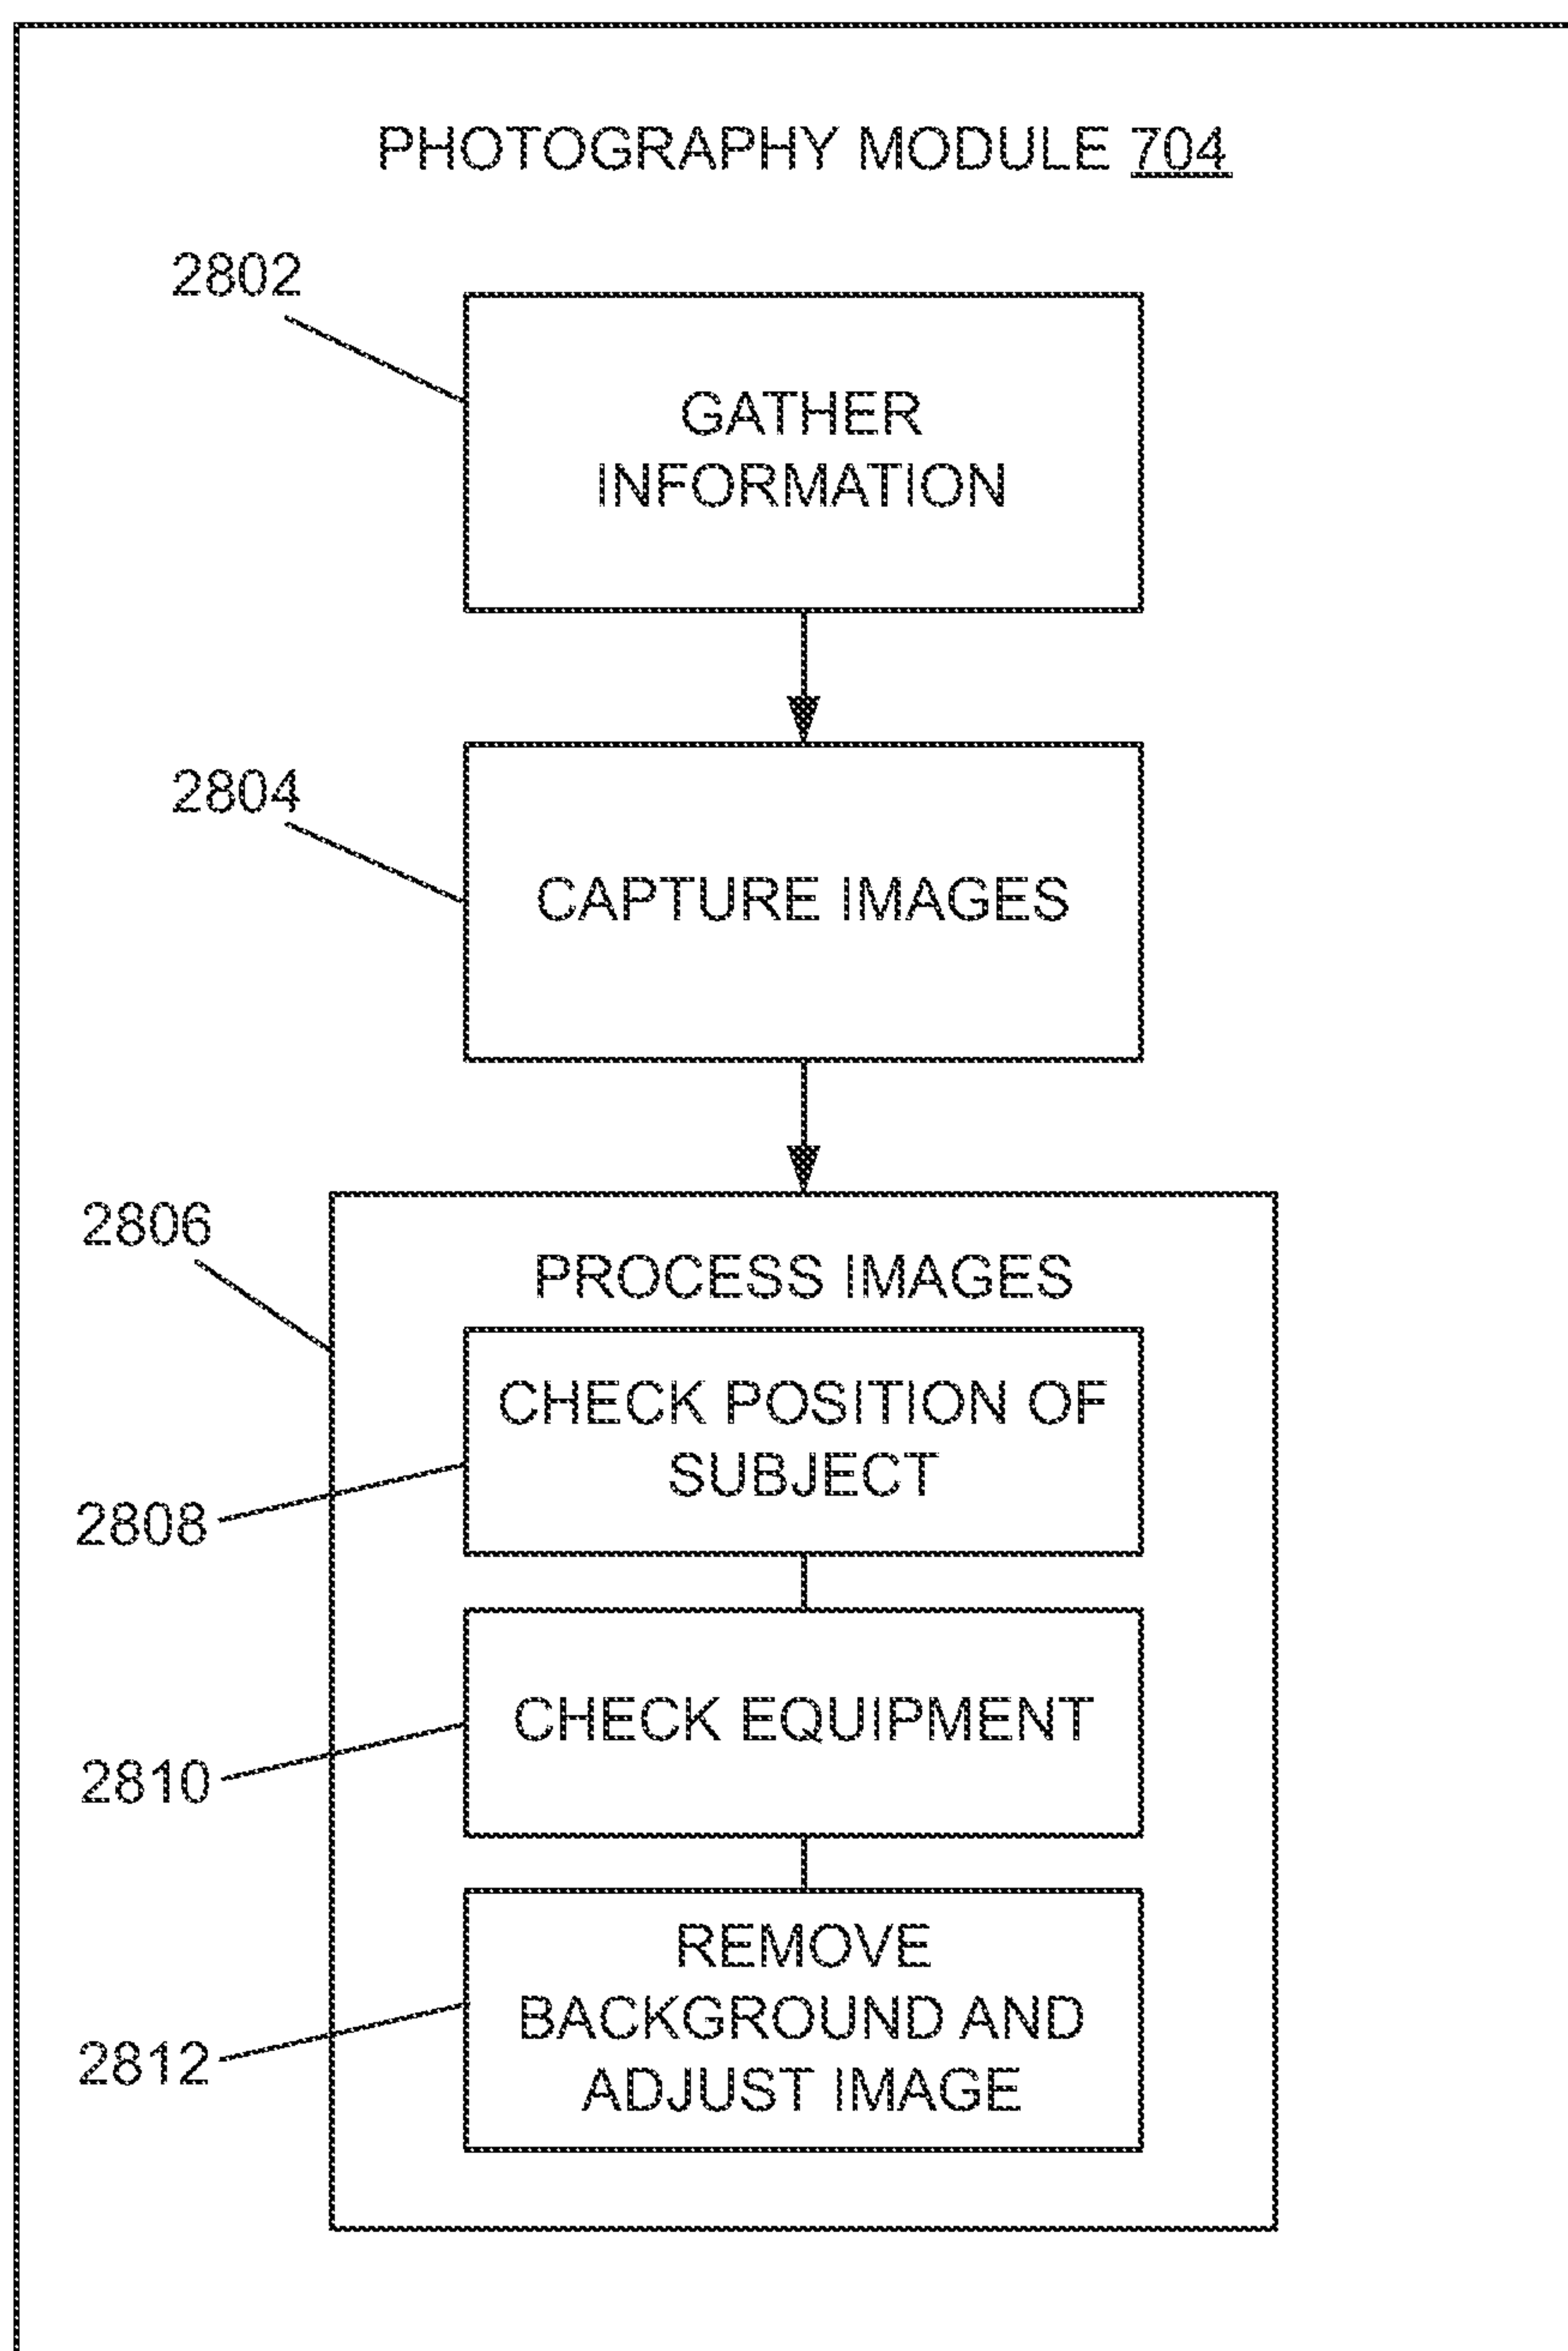 PHOTOGRAPHY MODULE 704
2802
GATHER
INFORMATION
2804
CAPTURE IMAGES
2806
PROCESS IMAGES
CHECK POSITION OF
SUBJECT
2808
CHECK EQUIPMENT
2810
REMOVE
BACKGROUND AND
ADJUST IMAGE
2812